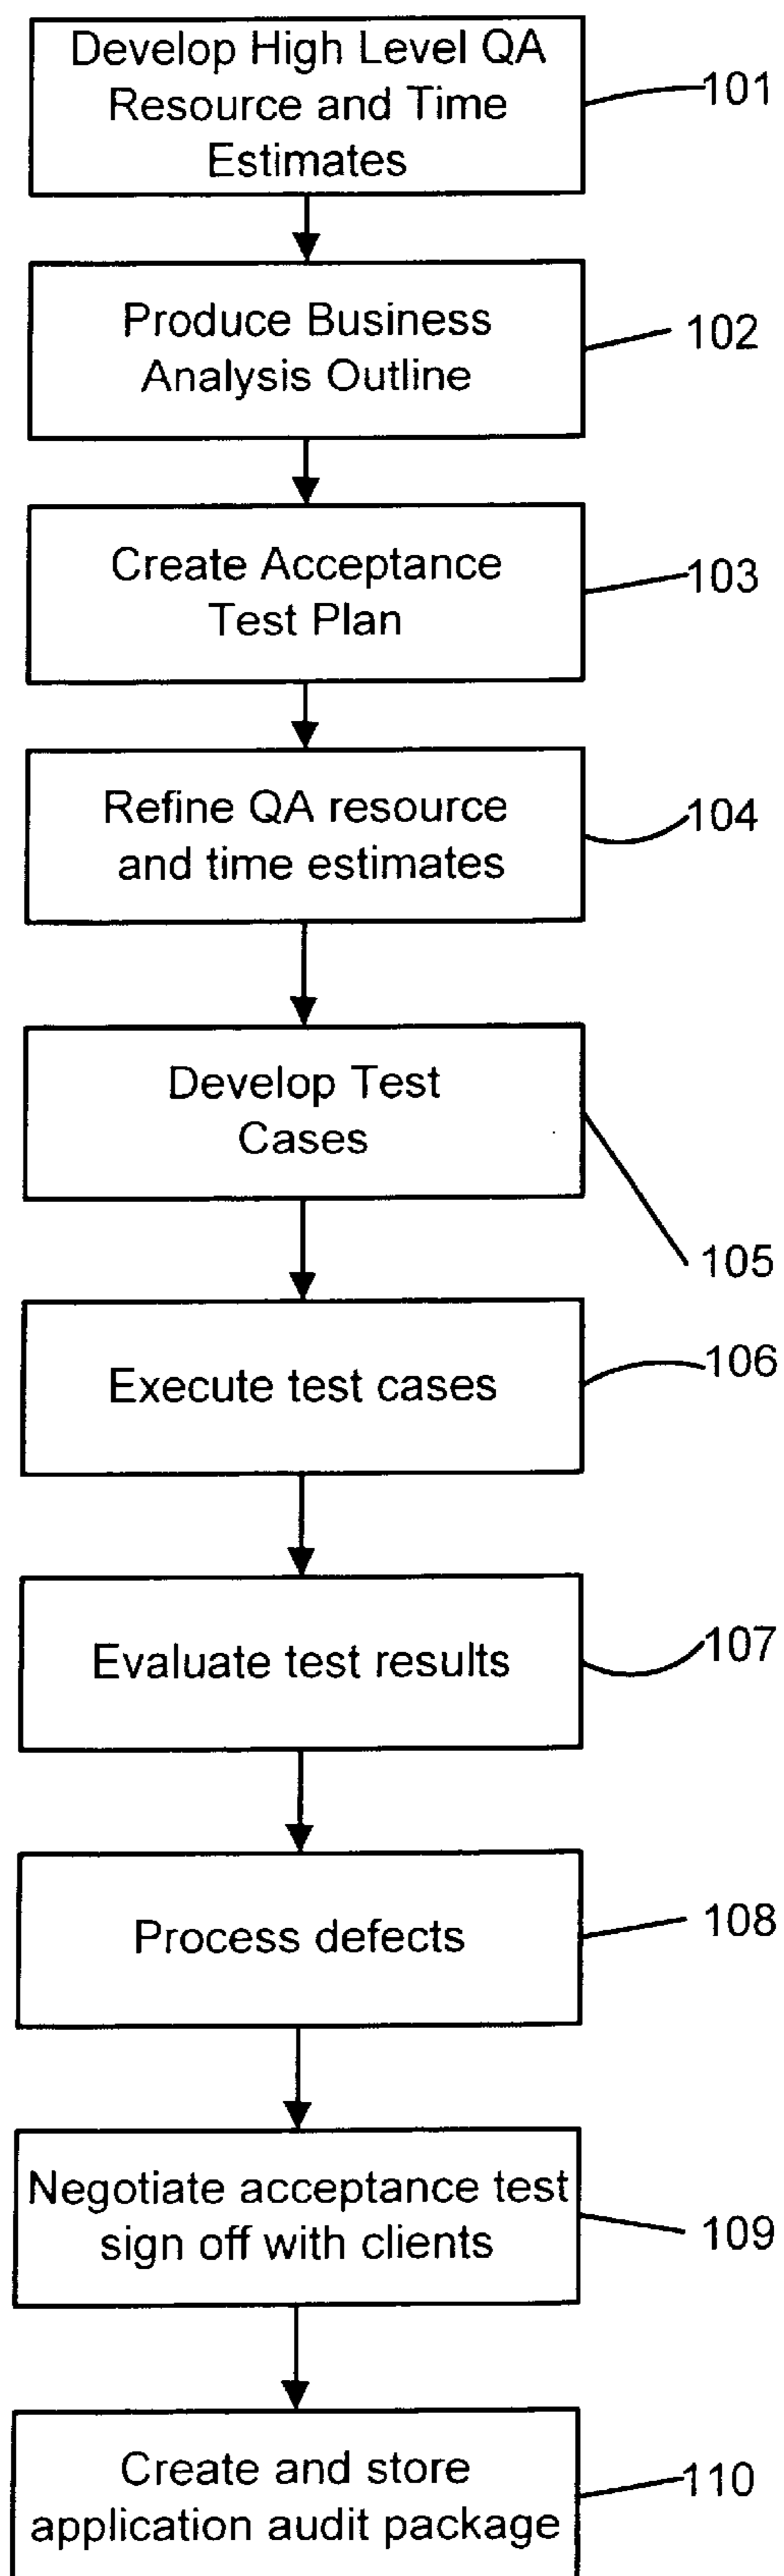 Develop High Level QA
Resource and Time
Estimates
101
Produce Business
Analysis Outline
102
Create Acceptance
Test Plan
103
Refine QA resource
and time estimates
104
Develop Test
Cases
105
Execute test cases
106
Evaluate test results
107
Process defects
108
Negotiate acceptance test
sign off with clients
109
Create and store
application audit package
110